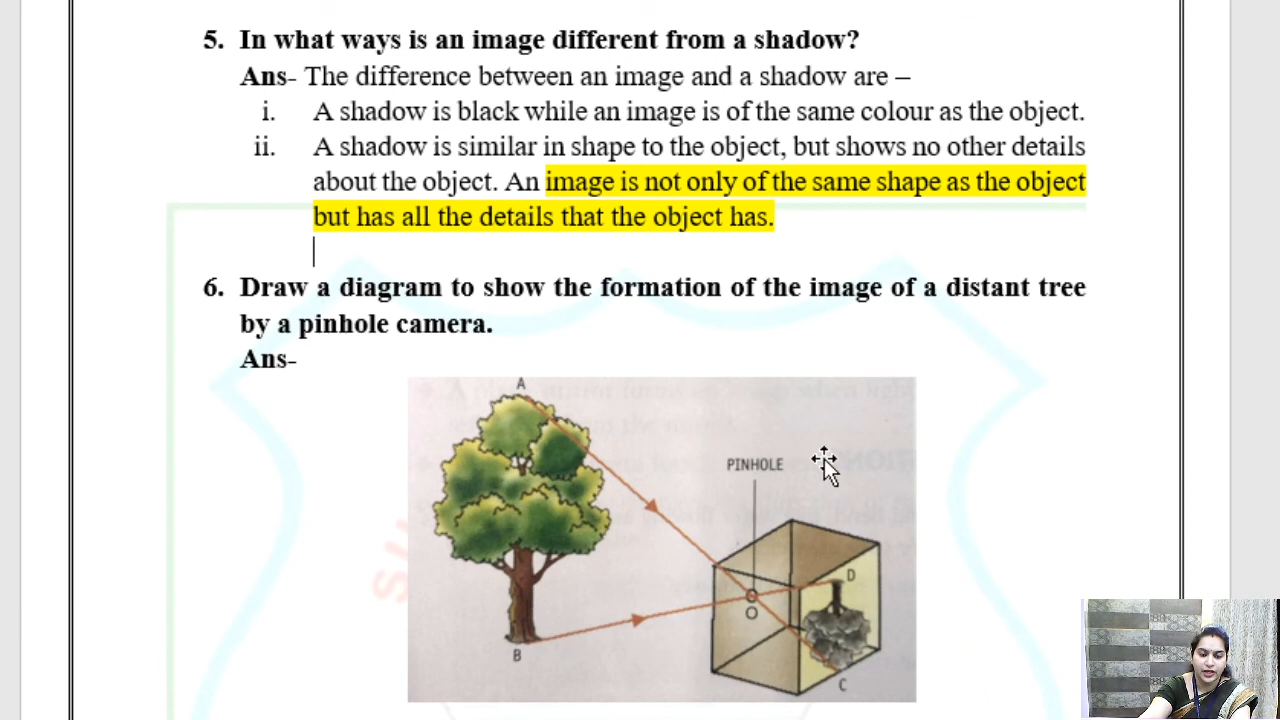 5. In what ways is an image different from a shadow?
Ans- The difference between an image and a shadow are –
i. A shadow is black while an image is of the same colour as the object.
ii. A shadow is similar in shape to the object, but shows no other details
about the object. An image is not only of the same shape as the object
but has all the details that the object has.
6. Draw a diagram to show the formation of the image of a distant tree
by a pinhole camera.
Ans-
A
PINHOLE
D
O
B
C